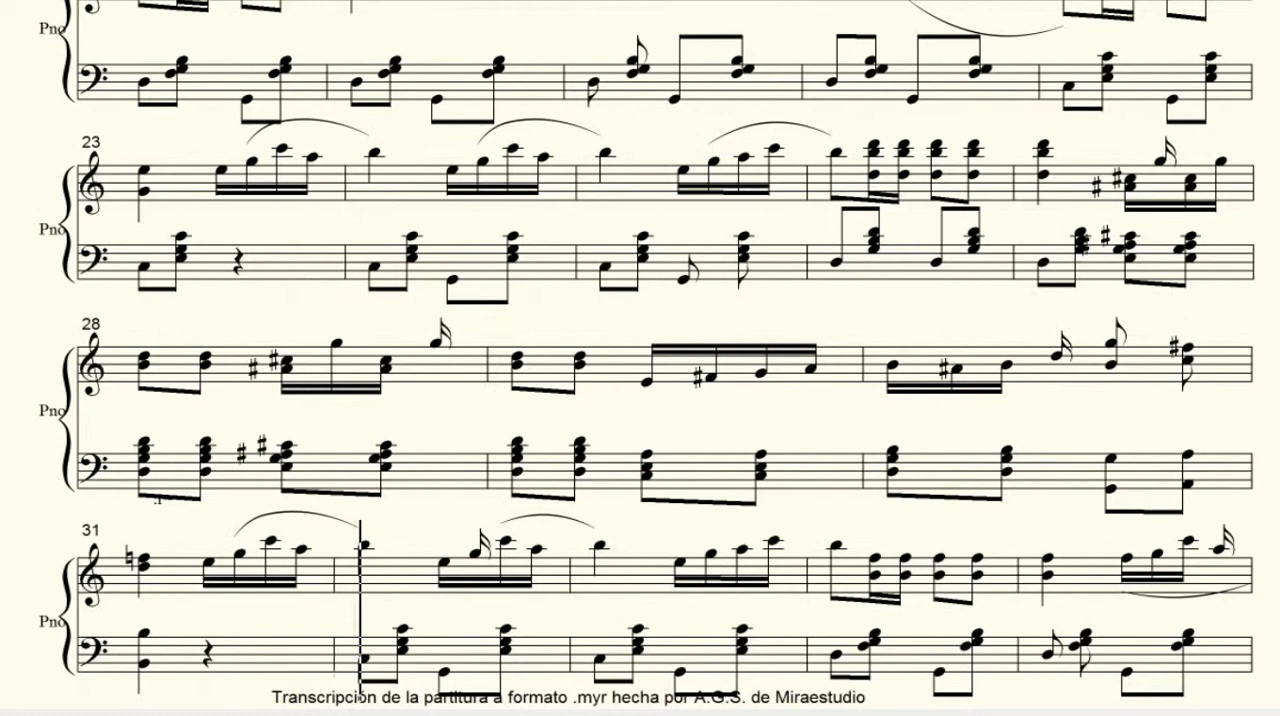 Pno
23
Pno
28
Pno
31
Pno
Transcripción de la partitura a formato .myr hecha por A.G.S. de Miraestudio